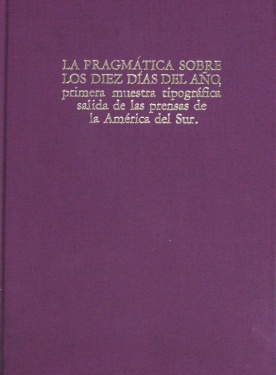 LA PRAGMÁTICA SOBRE
LOS DIEZ DÍAS DEL AÑO,
primera muestra tipográfica
salida de las prensas de
la América del Sur.